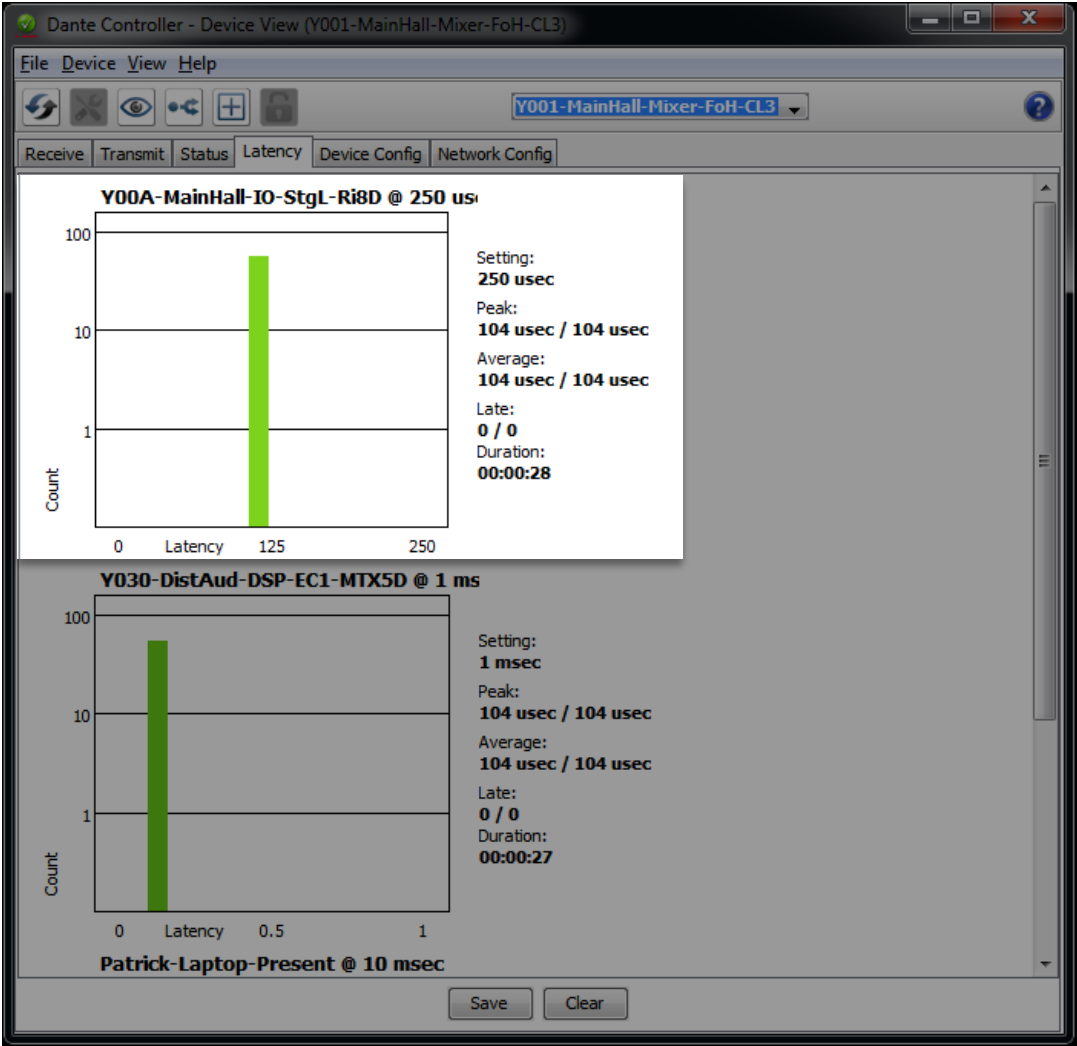 Dante Controller - Device View (Y001-MainHall-Mixer-FoH-CL3)
File Device View Help
Y001-MainHall-Mixer-FoH-CL3
Receive Transmit Status Latency Device Config Network Config
Y00A-MainHall-IO-StgL-Ri8D @ 250 use
100
10
1
Count
0 Latency 125 250
Setting:
250 usec
Peak:
104 usec / 104 usec
Average:
104 usec / 104 usec
Late:
0 / 0
Duration:
00:00:28
Y030-DistAud-DSP-EC1-MTX5D @ 1 ms
100
10
1
Count
0 Latency 0.5 1
Setting:
1 msec
Peak:
104 usec / 104 usec
Average:
104 usec / 104 usec
Late:
0 / 0
Duration:
00:00:27
Patrick-Laptop-Present @ 10 msec
Save Clear